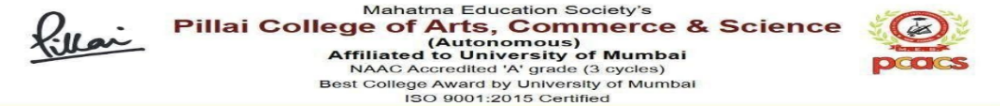 Mahatma Education Society's
Pillai
Pillai College of Arts, Commerce & Science
(Autonomous)
Affiliated to University of Mumbai
NAAC Accredited 'A' grade (3 cycles)
Best College Award by University of Mumbai
ISO 9001:2015 Certified
M. E. S.
pcacs